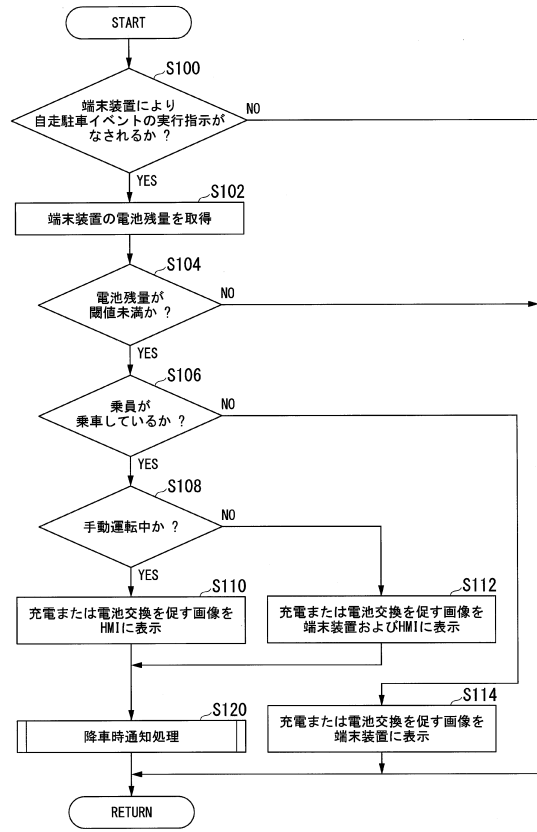 START
S100
端末装置により
自走駐車イベントの実行指示が
なされるか ?
NO
YES
S102
端末装置の電池残量を取得
S104
電池残量が
閾値未満か ?
NO
YES
S106
乗員が
乗車しているか ?
NO
YES
S108
手動運転中か ?
NO
YES
S110
充電または電池交換を促す画像を
HMIに表示
S112
充電または電池交換を促す画像を
端末装置およびHMIに表示
S120
降車時通知処理
S114
充電または電池交換を促す画像を
端末装置に表示
RETURN